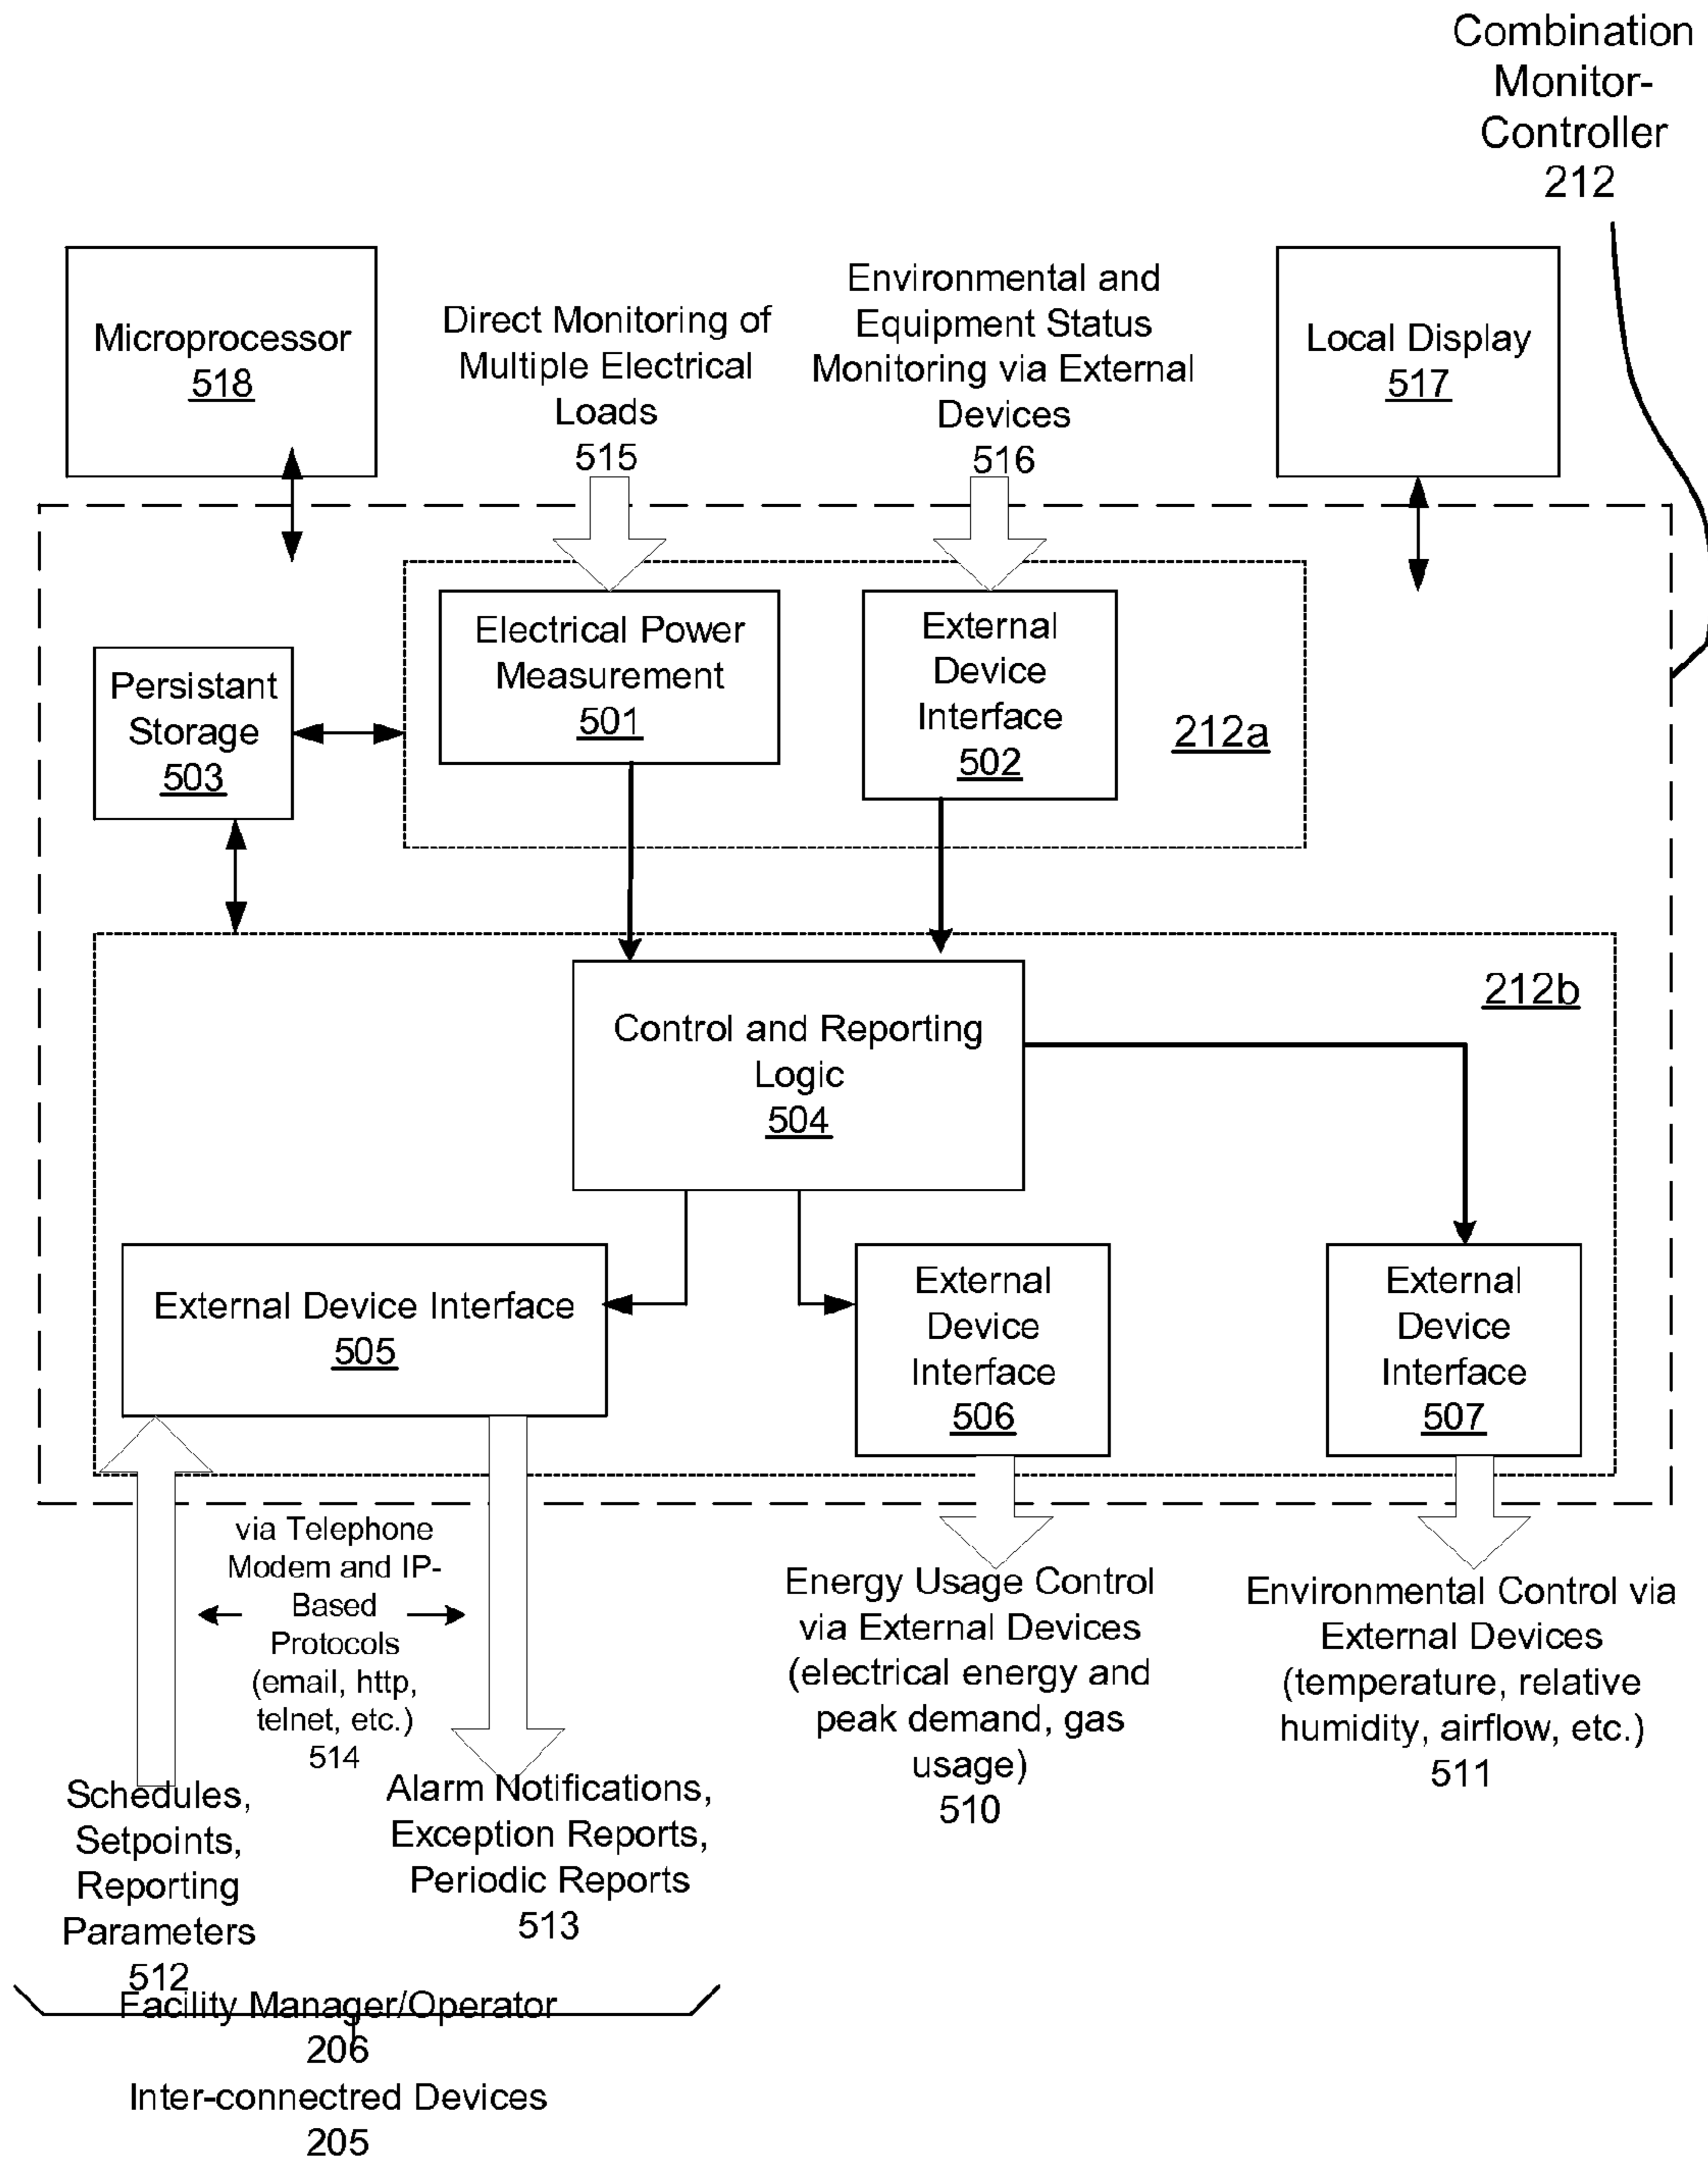 Combination
Monitor-
Controller
212
Microprocessor
518
Direct Monitoring of
Multiple Electrical
Loads
515
Environmental and
Equipment Status
Monitoring via External
Devices
516
Local Display
517
Persistant
Storage
503
Electrical Power
Measurement
501
External
Device
Interface
502
212a
212b
Control and Reporting
Logic
504
External Device Interface
505
External
Device
Interface
506
External
Device
Interface
507
via Telephone
Modem and IP-
Based
Protocols
(email, http,
telnet, etc.)
514
Schedules,
Setpoints,
Reporting
Parameters
512
Alarm Notifications,
Exception Reports,
Periodic Reports
513
Energy Usage Control
via External Devices
(electrical energy and
peak demand, gas
usage)
510
Environmental Control via
External Devices
(temperature, relative
humidity, airflow, etc.)
511
Facility Manager/Operator
206
Inter-connectred Devices
205